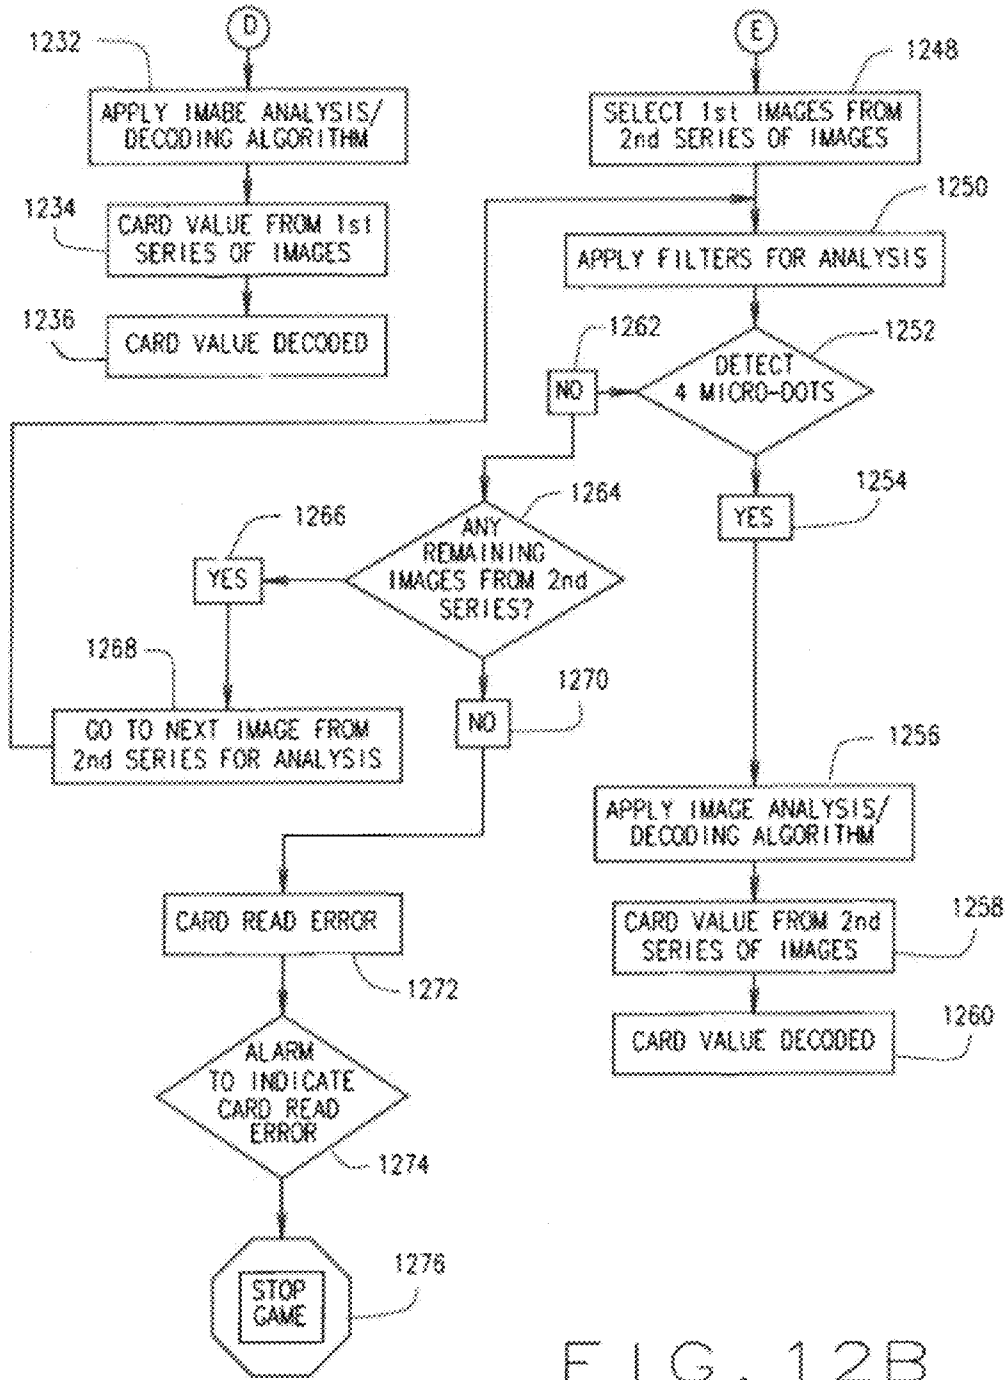 D
1232
APPLY IMABE ANALYSIS/
DECODING ALGORITHM
1234
CARD VALUE FROM 1st
SERIES OF IMAGES
1236
CARD VALUE DECODED
E
1248
SELECT 1st IMAGES FROM
2nd SERIES OF IMAGES
1250
APPLY FILTERS FOR ANALYSIS
1262
NO
1252
DETECT
4 MICRO-DOTS
1254
YES
1264
ANY
REMAINING
IMAGES FROM 2nd
SERIES?
1266
YES
1268
GO TO NEXT IMAGE FROM
2nd SERIES FOR ANALYSIS
1270
NO
1256
APPLY IMAGE ANALYSIS/
DECODING ALGORITHM
1258
CARD VALUE FROM 2nd
SERIES OF IMAGES
1260
CARD VALUE DECODED
CARD READ ERROR
1272
ALARM
TO INDICATE
CARD READ
ERROR
1274
1276
STOP
GAME
FIG. 12B